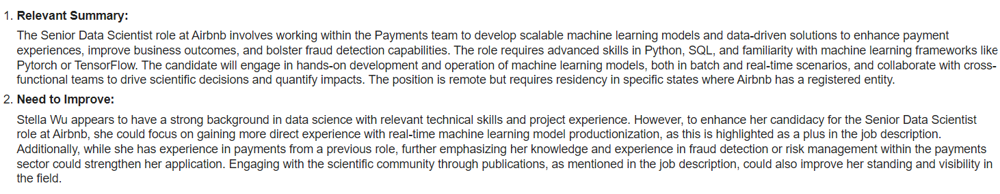 1. Relevant Summary:
The Senior Data Scientist role at Airbnb involves working within the Payments team to develop scalable machine learning models and data-driven solutions to enhance payment
experiences, improve business outcomes, and bolster fraud detection capabilities. The role requires advanced skills in Python, SQL, and familiarity with machine learning frameworks like
Pytorch or TensorFlow. The candidate will engage in hands-on development and operation of machine learning models, both in batch and real-time scenarios, and collaborate with cross-
functional teams to drive scientific decisions and quantify impacts. The position is remote but requires residency in specific states where Airbnb has a registered entity.
2. Need to Improve:
Stella Wu appears to have a strong background in data science with relevant technical skills and project experience. However, to enhance her candidacy for the Senior Data Scientist
role at Airbnb, she could focus on gaining more direct experience with real-time machine learning model productionization, as this is highlighted as a plus in the job description.
Additionally, while she has experience in payments from a previous role, further emphasizing her knowledge and experience in fraud detection or risk management within the payments
sector could strengthen her application. Engaging with the scientific community through publications, as mentioned in the job description, could also improve her standing and visibility in
the field.